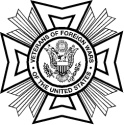 VETERANS OF FOREIGN WARS
OF THE UNITED STATES